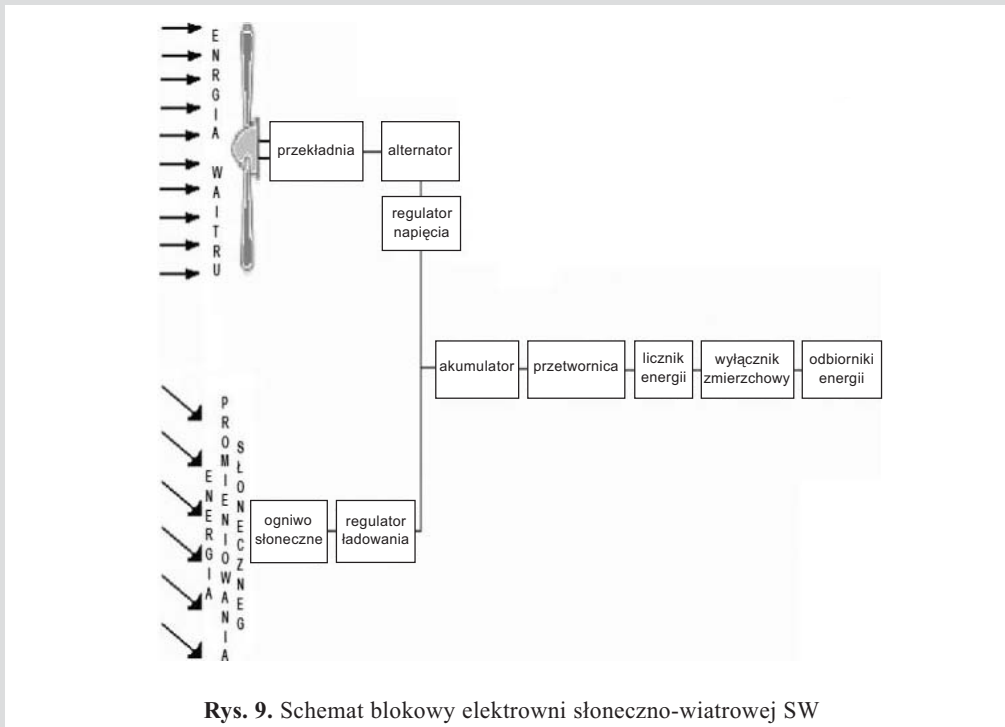 ENRGIA WAITRU
przekładnia
alternator
regulator
napięcia
akumulator
przetwornica
licznik
energii
wyłącznik
zmierzchowy
odbiorniki
energii
ENERGIA
PROMIENIOWANIA
SŁONECZNEG
ogniwo
słoneczne
regulator
ładowania
Rys. 9. Schemat blokowy elektrowni słoneczno-wiatrowej SW